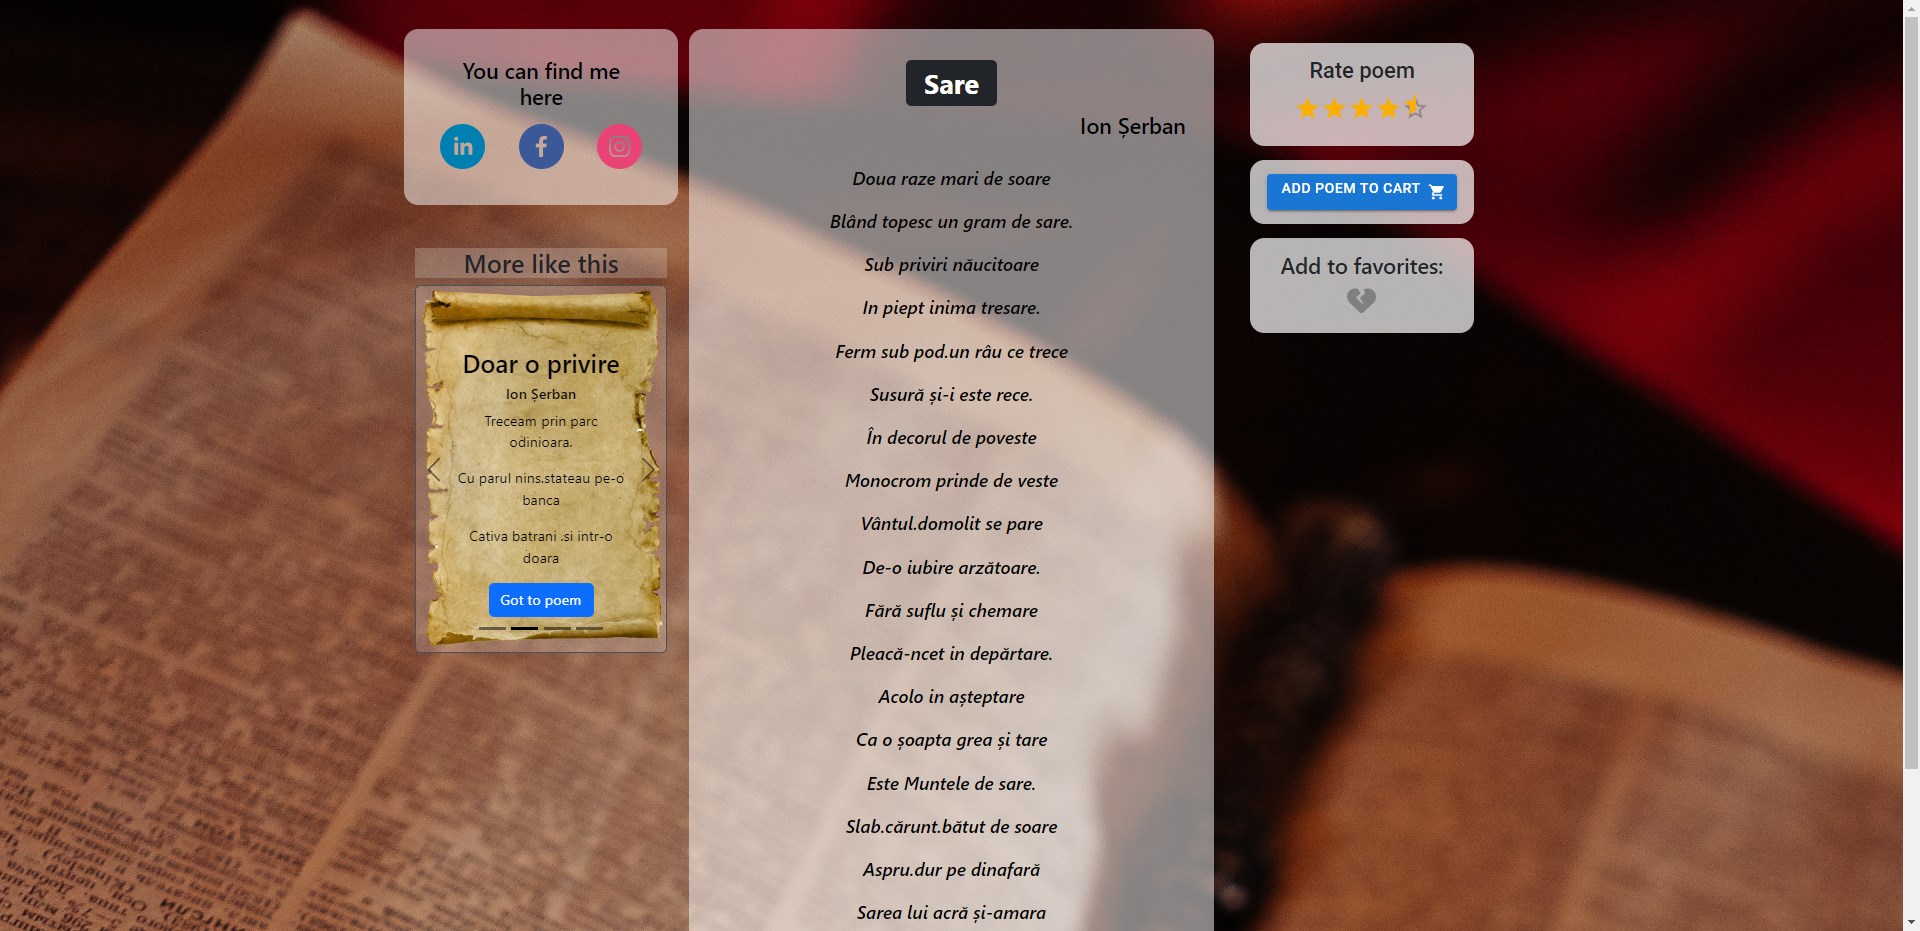 You can find me
here
in
More like this
Doar o privire
Ion Șerban
Treceam prin parc
odinioara.
Cu parul nins.stateau pe-o
banca
Cativa batrani .si intr-o
doara
Got to poem
Sare
Ion Șerban
Doua raze mari de soare
Blând topesc un gram de sare.
Sub priviri năucitoare
In piept inima tresare.
Ferm sub pod.un râu ce trece
Susură și-i este rece.
În decorul de poveste
Monocrom prinde de veste
Vântul.domolit se pare
De-o iubire arzătoare.
Fără suflu și chemare
Pleacă-ncet in depărtare.
Acolo in așteptare
Ca o șoapta grea și tare
Este Muntele de sare.
Slab.cărunt.bătut de soare
Aspru.dur pe dinafară
Sarea lui acră și-amara
Rate poem
ADD POEM TO CART
Add to favorites: